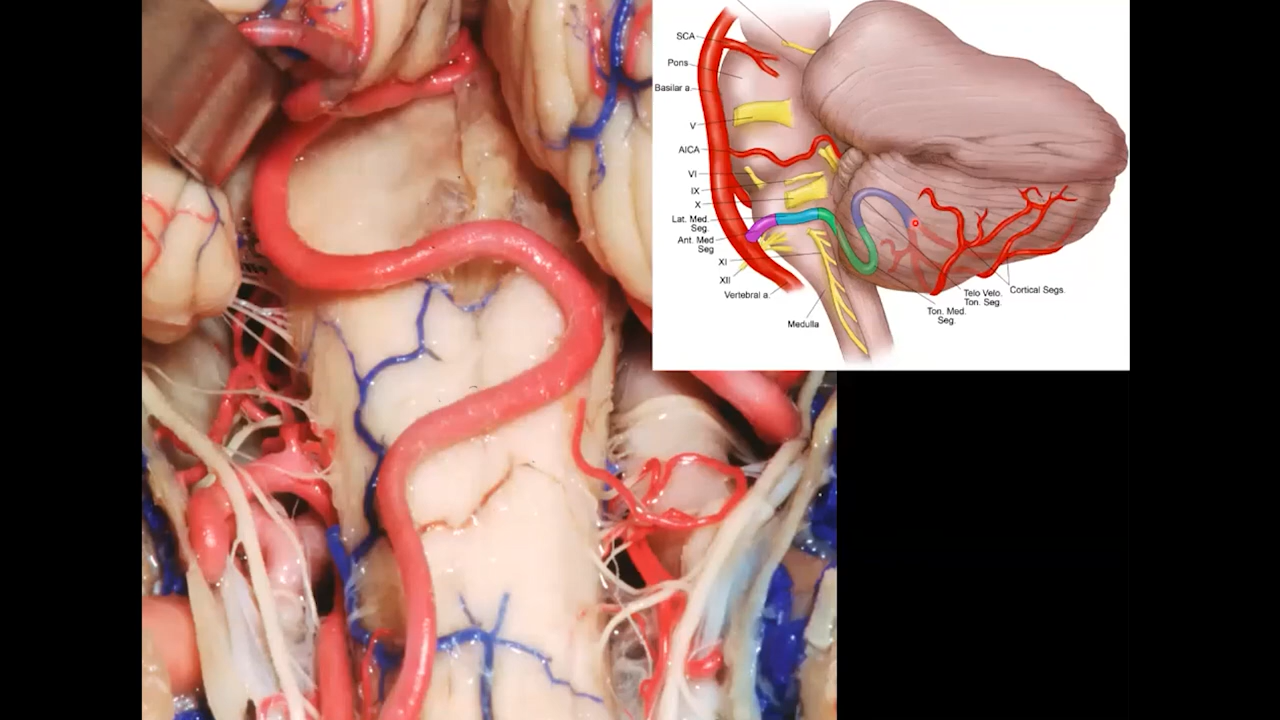 SCA
Pons
Basilar a.
V
AICA
VI
IX
X
Lat. Med.
Seg.
Ant. Med
Seg
XI
XII
Vertebral a.
Medulla
Telo Velo.
Ton. Seg.
Cortical Segs.
Ton. Med.
Seg.